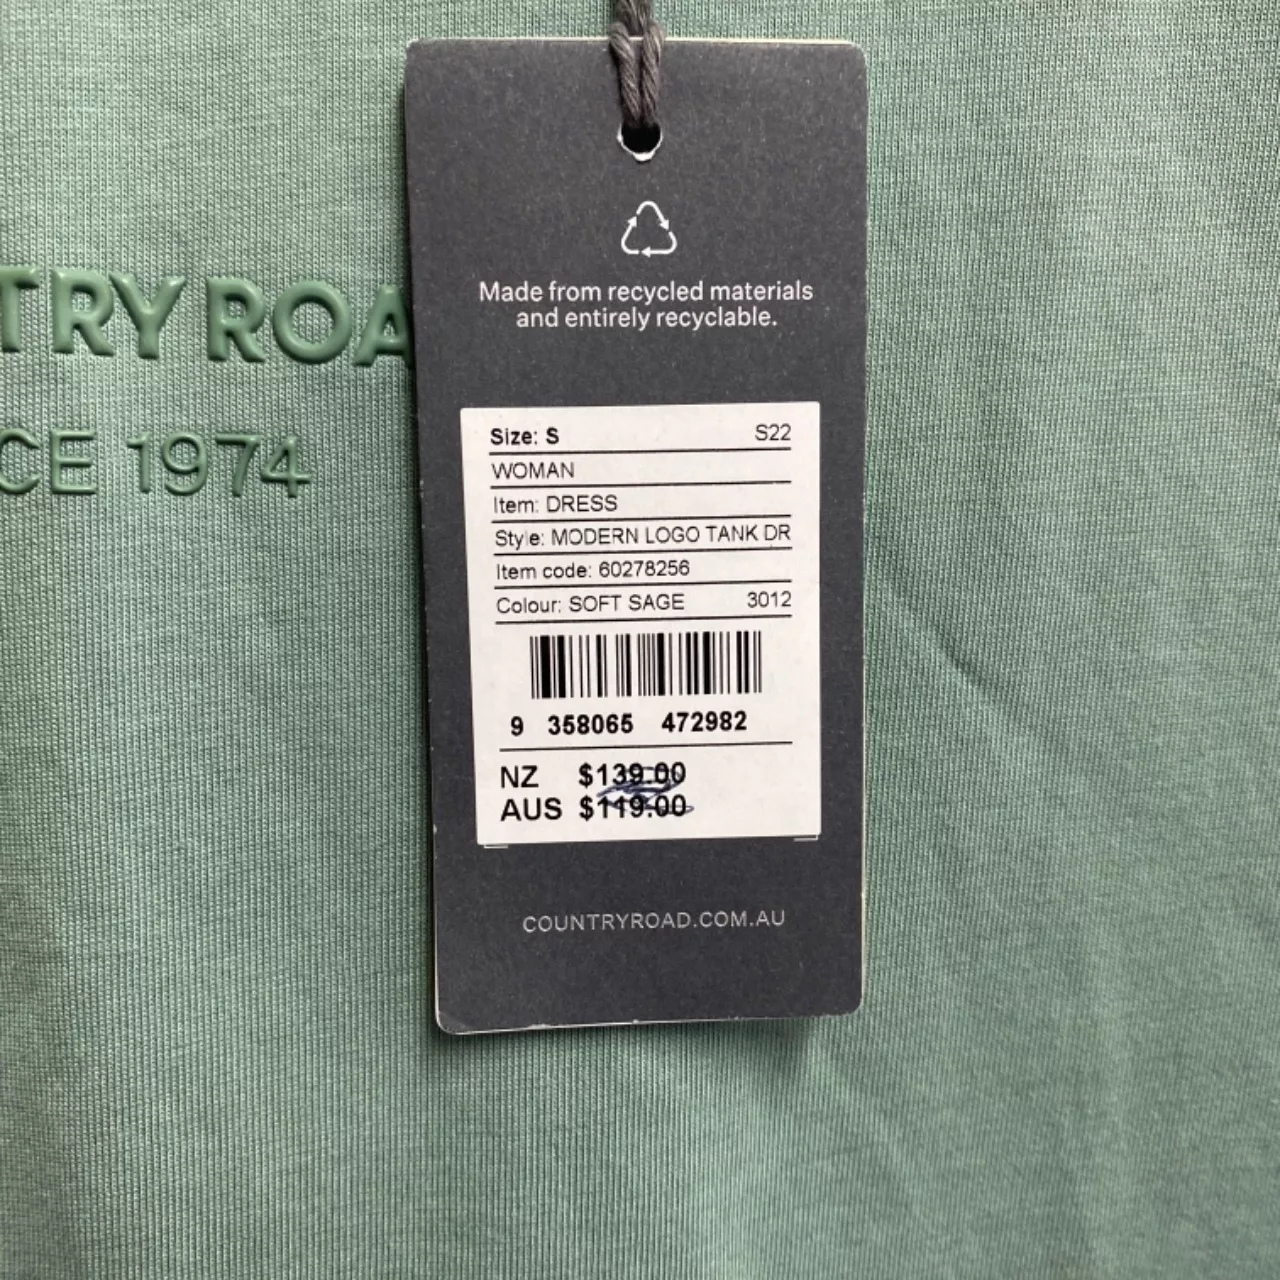 TRY ROA
CE 1974
Made from recycled materials
and entirely recyclable.
Size: S S22
WOMAN
Item: DRESS
Style: MODERN LOGO TANK DR
Item code: 60278256
Colour: SOFT SAGE 3012
9 358065 472982
NZ $139.00
AUS $119.00
COUNTRYROAD.COM.AU